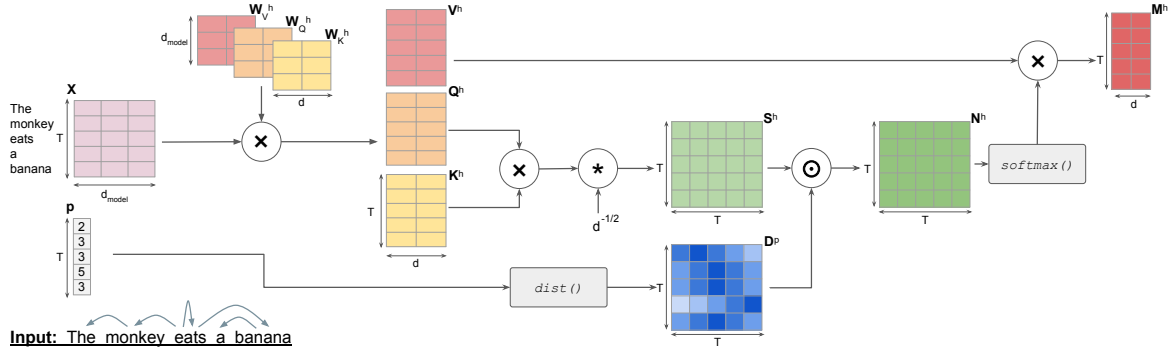 W_V^h
W_Q^h
W_K^h
d_model
d
X
The
monkey
eats
a
banana
T
d_model
V^h
Q^h
K^h
T
d
d^-1/2
S^h
T
T
N^h
T
T
softmax()
M^h
T
d
p
T
2
3
3
5
3
dist()
D^p
T
T
Input: The monkey eats a banana